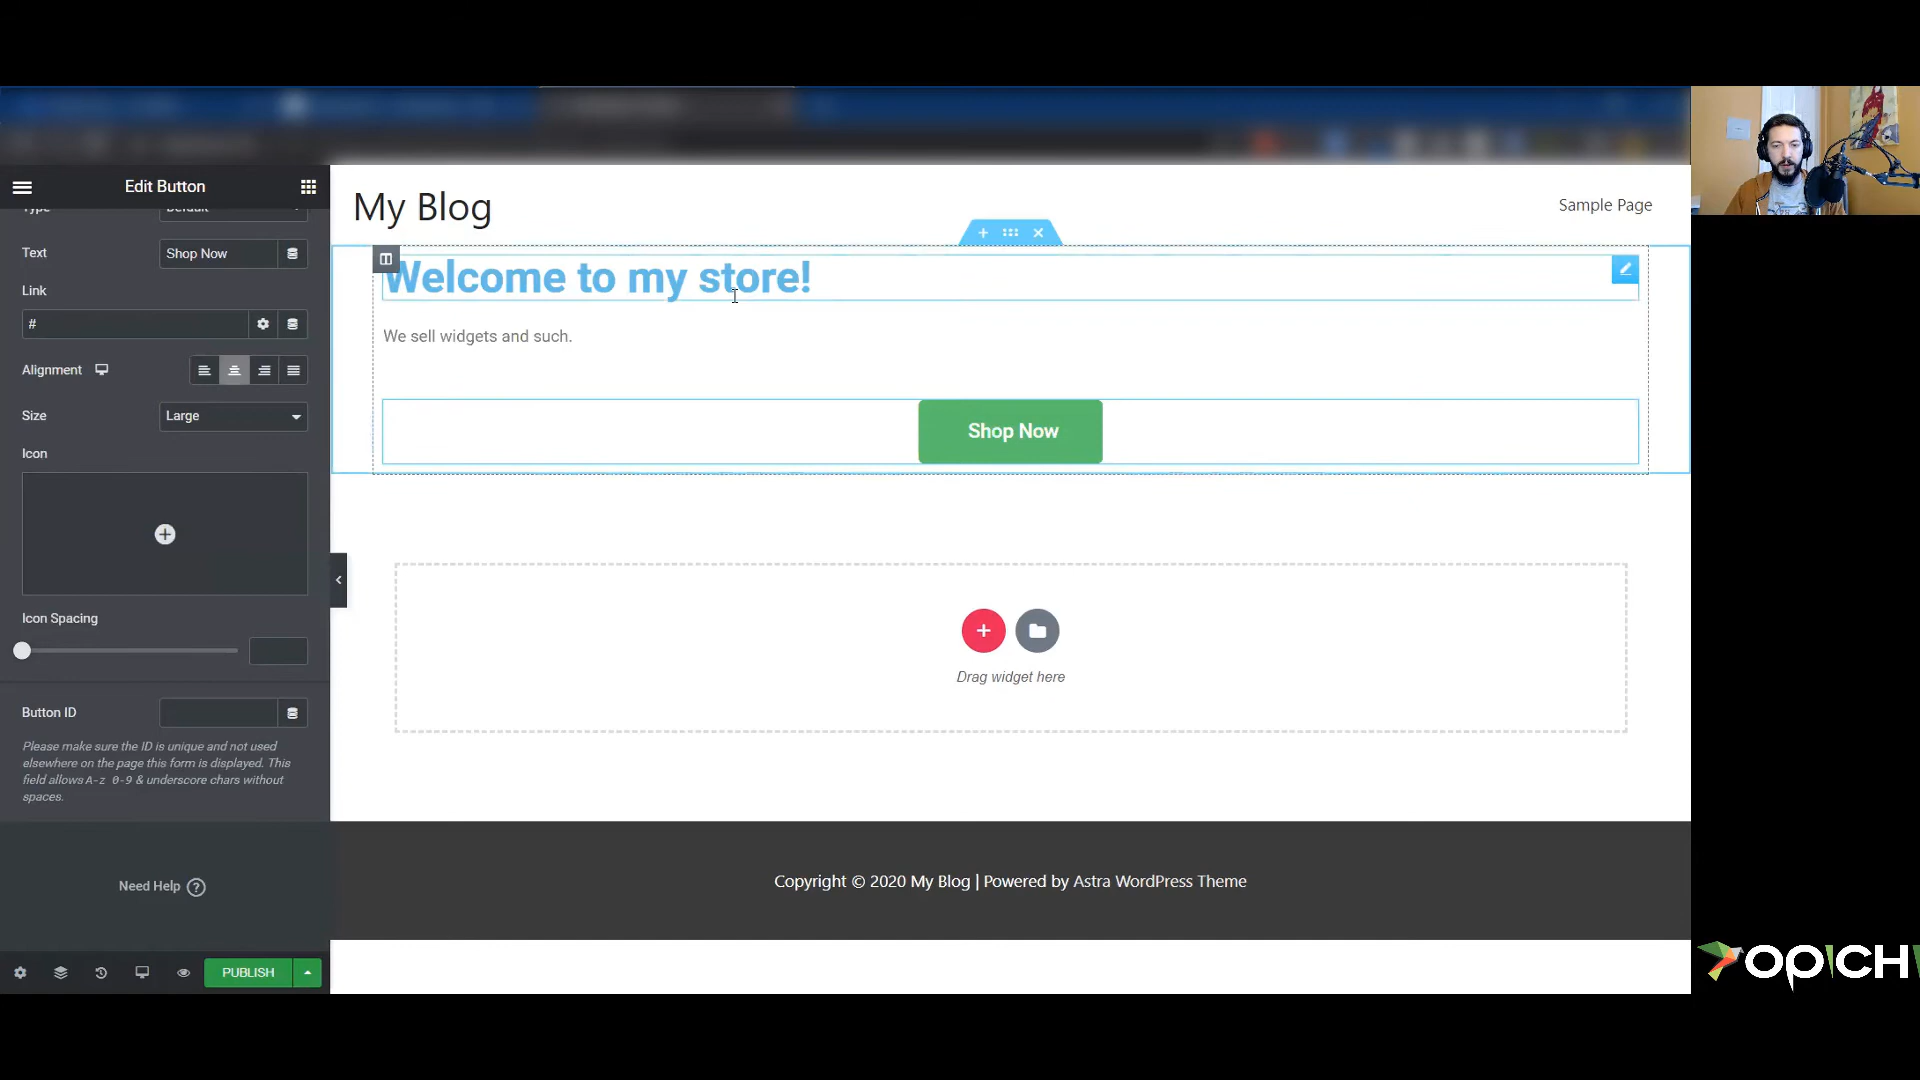 Edit Button
My Blog
Sample Page
Text
Shop Now
Link
#
Alignment
Size
Large
Icon
Icon Spacing
Button ID
Please make sure the ID is unique and not used
elsewhere on the page this form is displayed. This
field allows A-z 0-9 & underscore chars without
spaces.
Need Help ?
PUBLISH
Welcome to my store!
We sell widgets and such.
Shop Now
Drag widget here
Copyright © 2020 My Blog | Powered by Astra WordPress Theme
OPICH